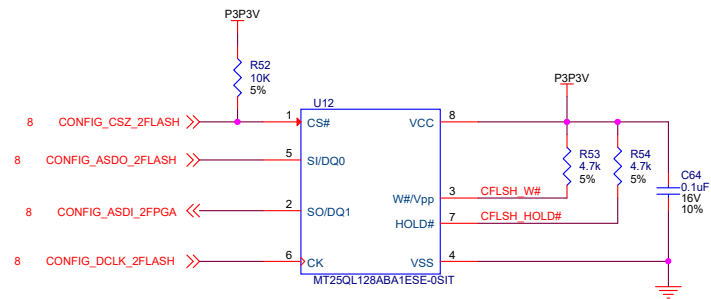 P3P3V
R52
10K
5%
U12
P3P3V
8 CONFIG_CSZ_2FLASH 1 CS# VCC 8
8 CONFIG_ASDO_2FLASH 5 SI/DQ0
R53
4.7k
5%
R54
4.7k
5%
C64
0.1uF
16V
10%
W#/Vpp 3 CFLSH_W#
8 CONFIG_ASDI_2FPGA 2 SO/DQ1
HOLD# 7 CFLSH_HOLD#
8 CONFIG_DCLK_2FLASH 6 CK VSS 4
MT25QL128ABA1ESE-0SIT